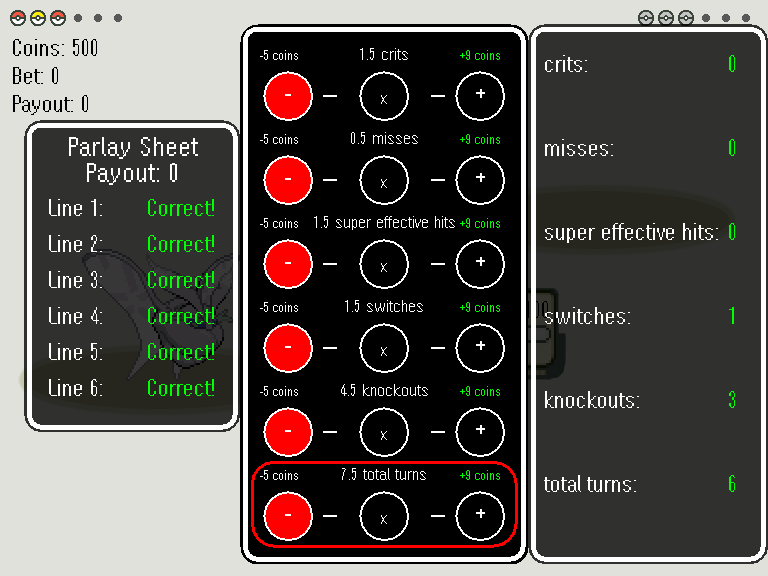 Coins: 500
Bet: 0
Payout: 0
Parlay Sheet
Payout: 0
Line 1: Correct!
Line 2: Correct!
Line 3: Correct!
Line 4: Correct!
Line 5: Correct!
Line 6: Correct!
-5 coins 1.5 crits +9 coins
- x +
-5 coins 0.5 misses +9 coins
- x +
-5 coins 1.5 super effective hits +9 coins
- x +
-5 coins 1.5 switches +9 coins
- x +
-5 coins 4.5 knockouts +9 coins
- x +
-5 coins 7.5 total turns +9 coins
- x +
crits: 0
misses: 0
super effective hits: 0
switches: 1
knockouts: 3
total turns: 6